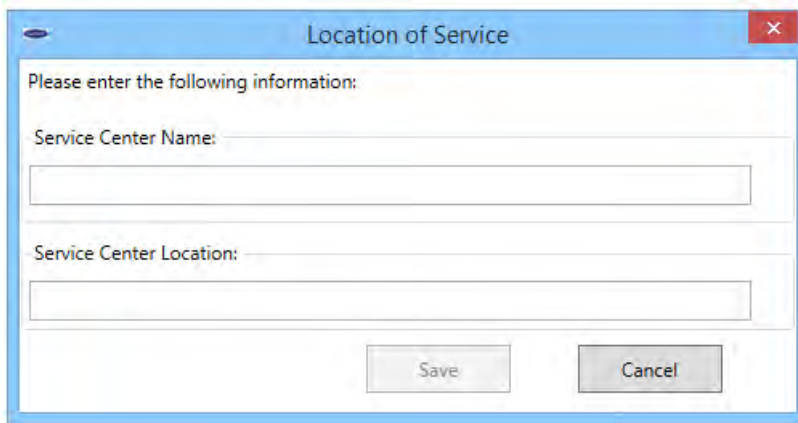 Location of Service
Please enter the following information:
Service Center Name:
Service Center Location:
Save Cancel